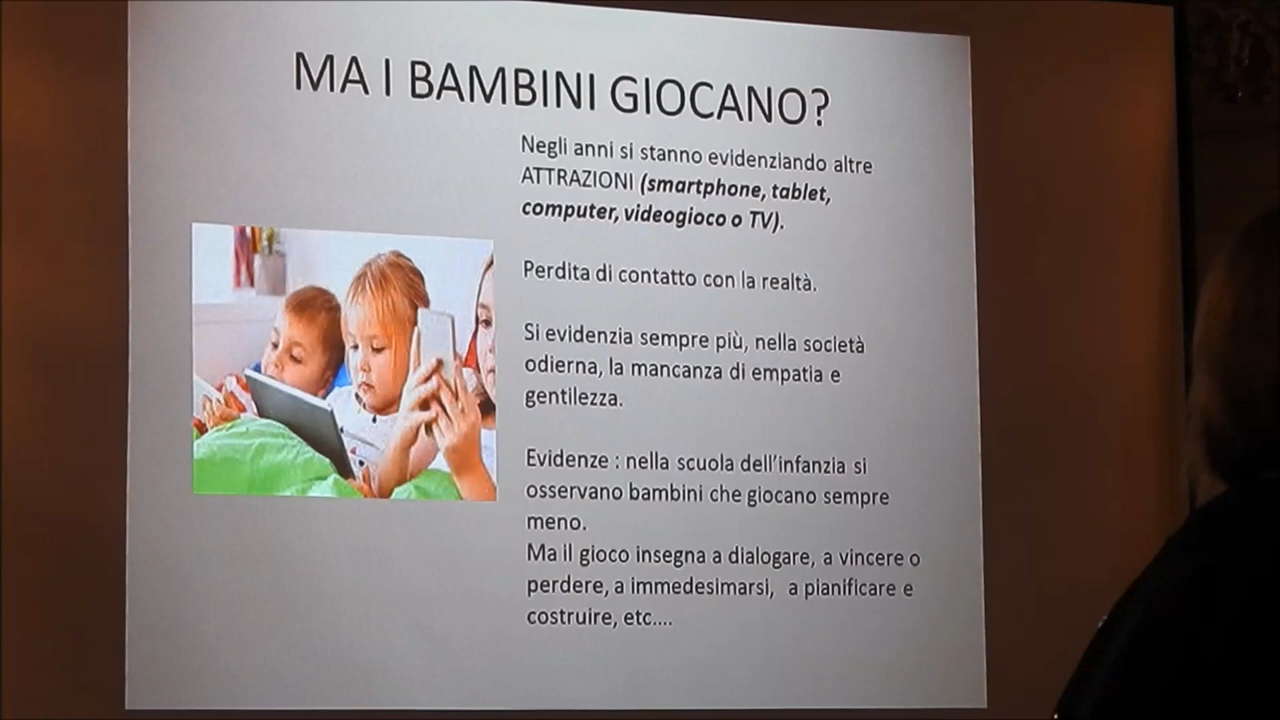 MA I BAMBINI GIOCANO?
Negli anni si stanno evidenziando altre
ATTRAZIONI (smartphone, tablet,
computer, videogioco o TV).
Perdita di contatto con la realtà.
Si evidenzia sempre più, nella società
odierna, la mancanza di empatia e
gentilezza.
Evidenze : nella scuola dell'infanzia si
osservano bambini che giocano sempre
meno.
Ma il gioco insegna a dialogare, a vincere o
perdere, a immedesimarsi, a pianificare e
costruire, etc....